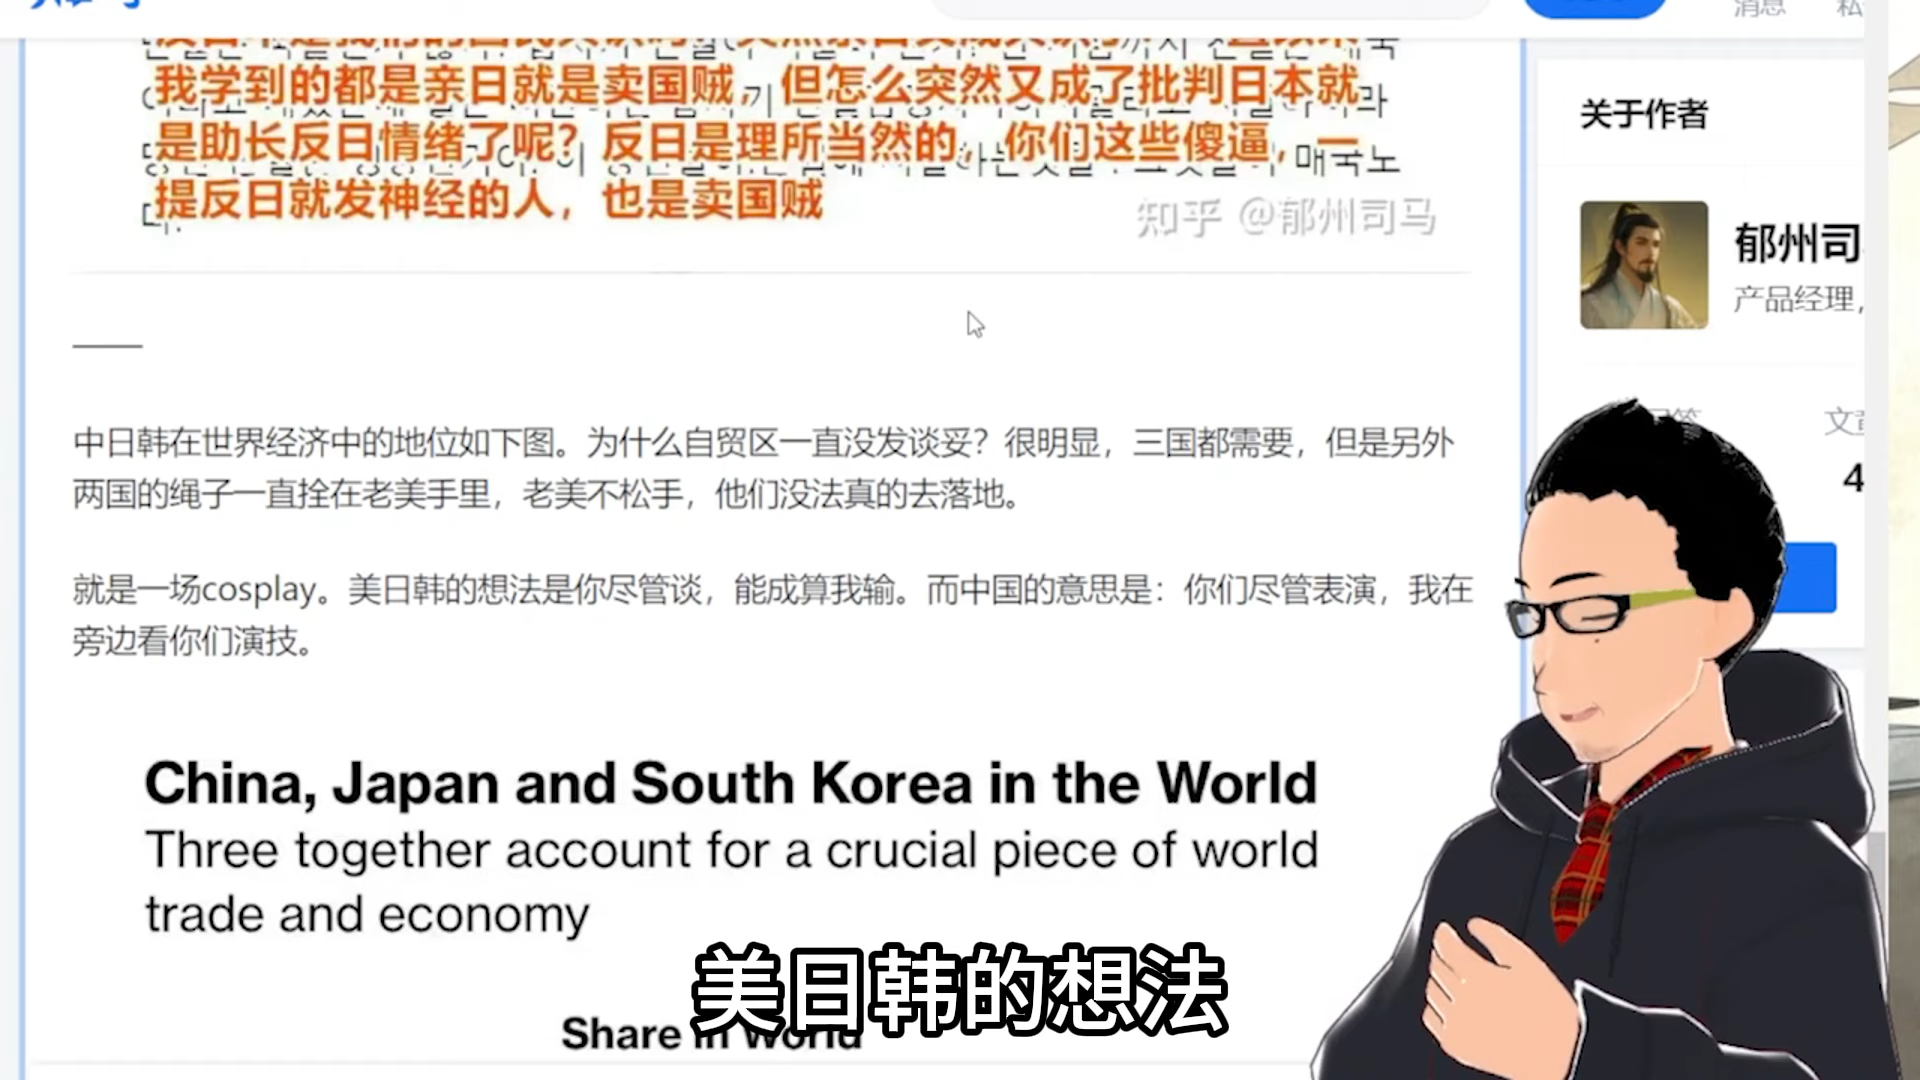 消息
我学到的都是亲日就是卖国贼，但怎么突然又成了批判日本就
是助长反日情绪了呢？反日是理所当然的，你们这些傻逼，一
매국노
提反日就发神经的人，也是卖国贼
知乎 @郁州司马
关于作者
郁州司
产品经理，
中日韩在世界经济中的地位如下图。为什么自贸区一直没发谈妥？很明显，三国都需要，但是另外
两国的绳子一直拴在老美手里，老美不松手，他们没法真的去落地。
就是一场cosplay。美日韩的想法是你尽管谈，能成算我输。而中国的意思是：你们尽管表演，我在
旁边看你们演技。
4
China, Japan and South Korea in the World
Three together account for a crucial piece of world
trade and economy
Share in world
美日韩的想法